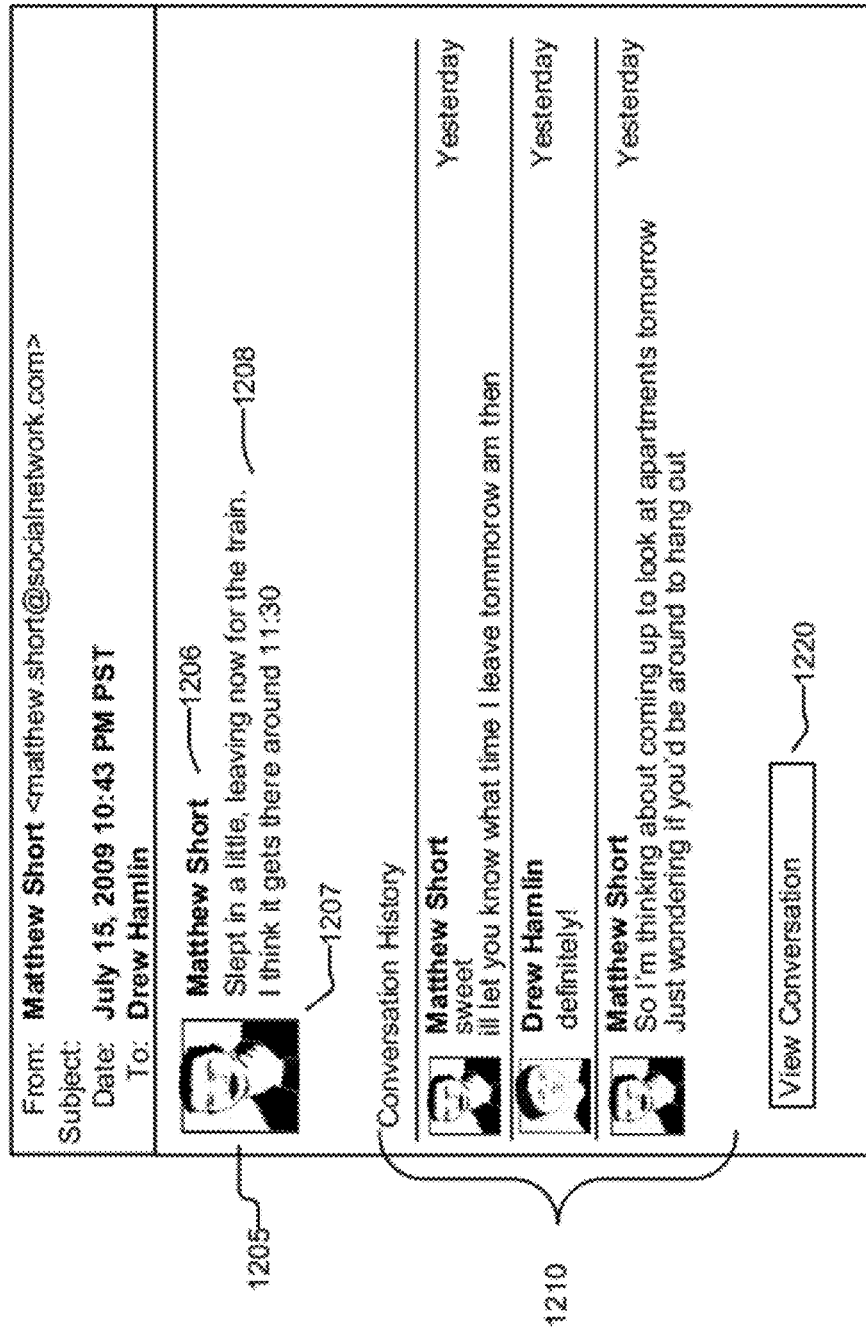 From: Matthew Short <matthew.short@socialnetwork.com>
Subject:
Date: July 15, 2009 10:43 PM PST
To: Drew Hamlin
1205
Matthew Short
1206
Slept in a little, leaving now for the train.
I think it gets there around 11:30
1208
1207
Conversation History
1210
Matthew Short
Yesterday
sweet
ill let you know what time I leave tommorow am then
Drew Hamlin
Yesterday
definitely!
Matthew Short
Yesterday
So I'm thinking about coming up to look at apartments tomorrow
Just wondering if you'd be around to hang out
View Conversation
1220